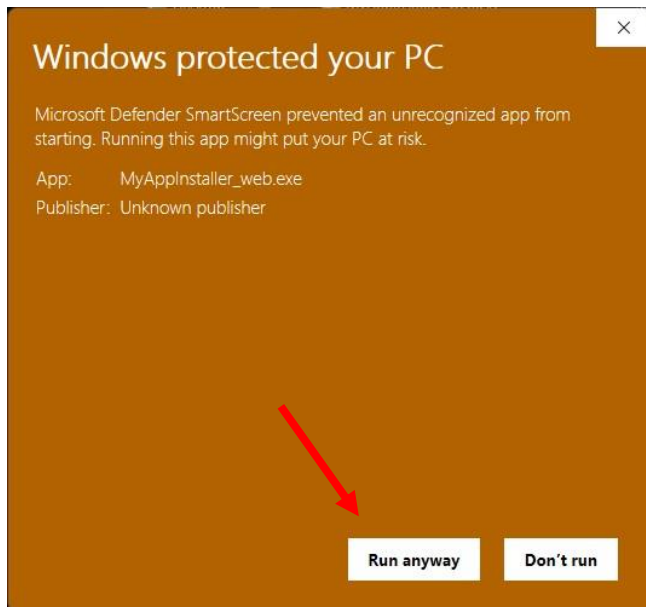 Windows protected your PC
Microsoft Defender SmartScreen prevented an unrecognized app from
starting. Running this app might put your PC at risk.
App: MyAppInstaller_web.exe
Publisher: Unknown publisher
Run anyway Don't run